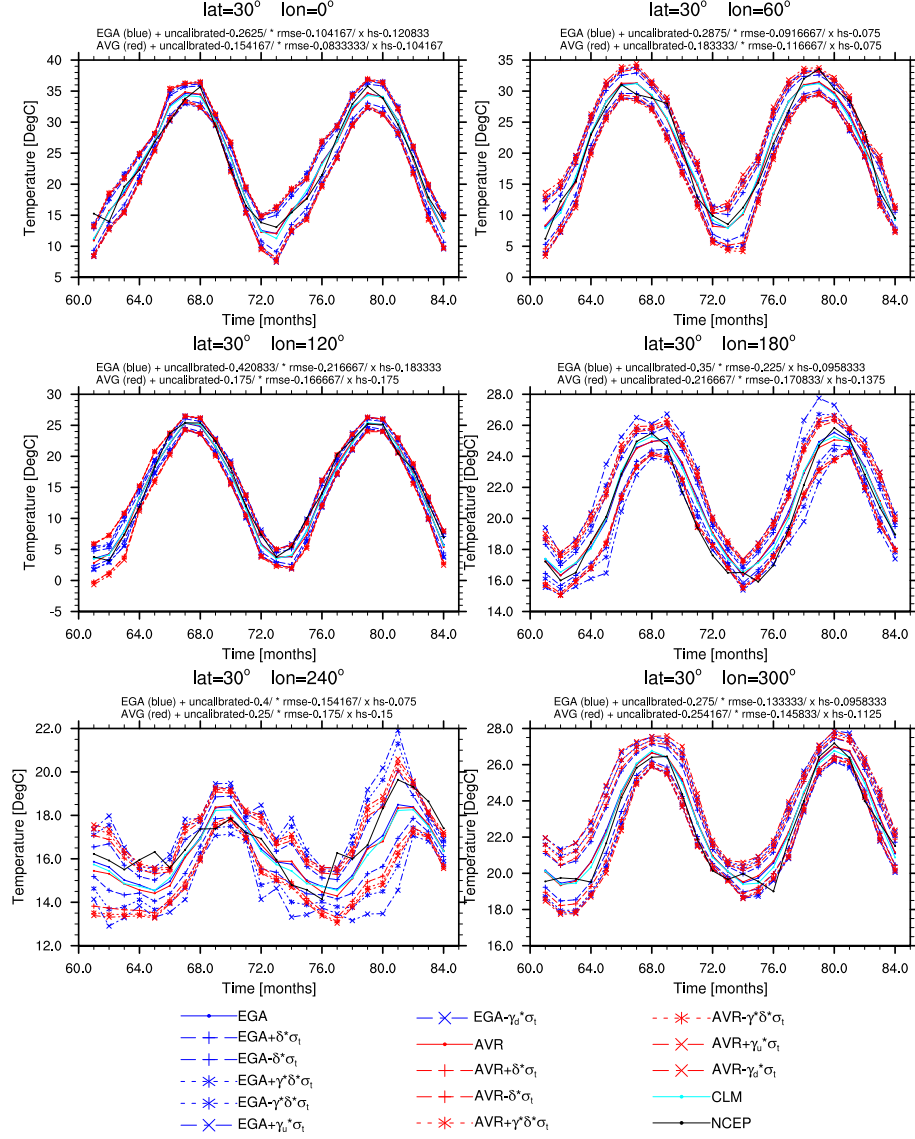 lat=30° lon=0°
EGA (blue) + uncalibrated-0.2625/ * rmse-0.104167/ x hs-0.120833
AVG (red) + uncalibrated-0.154167/ * rmse-0.0833333/ x hs-0.104167
40
35
30
25
20
15
10
5
Temperature [DegC]
60.0 64.0 68.0 72.0 76.0 80.0 84.0
Time [months]
lat=30° lon=60°
EGA (blue) + uncalibrated-0.2875/ * rmse-0.0916667/ x hs-0.075
AVG (red) + uncalibrated-0.183333/ * rmse-0.116667/ x hs-0.075
35
30
25
20
15
10
5
0
Temperature [DegC]
60.0 64.0 68.0 72.0 76.0 80.0 84.0
Time [months]
lat=30° lon=120°
EGA (blue) + uncalibrated-0.420833/ * rmse-0.216667/ x hs-0.183333
AVG (red) + uncalibrated-0.175/ * rmse-0.166667/ x hs-0.175
30
25
20
15
10
5
0
-5
Temperature [DegC]
60.0 64.0 68.0 72.0 76.0 80.0 84.0
Time [months]
lat=30° lon=180°
EGA (blue) + uncalibrated-0.35/ * rmse-0.225/ x hs-0.0958333
AVG (red) + uncalibrated-0.216667/ * rmse-0.170833/ x hs-0.1375
28.0
26.0
24.0
22.0
20.0
18.0
16.0
14.0
Temperature [DegC]
60.0 64.0 68.0 72.0 76.0 80.0 84.0
Time [months]
lat=30° lon=240°
EGA (blue) + uncalibrated-0.4/ * rmse-0.154167/ x hs-0.075
AVG (red) + uncalibrated-0.25/ * rmse-0.175/ x hs-0.15
22.0
20.0
18.0
16.0
14.0
12.0
Temperature [DegC]
60.0 64.0 68.0 72.0 76.0 80.0 84.0
Time [months]
lat=30° lon=300°
EGA (blue) + uncalibrated-0.275/ * rmse-0.133333/ x hs-0.0958333
AVG (red) + uncalibrated-0.254167/ * rmse-0.145833/ x hs-0.1125
28.0
26.0
24.0
22.0
20.0
18.0
16.0
Temperature [DegC]
60.0 64.0 68.0 72.0 76.0 80.0 84.0
Time [months]
EGA
EGA+δ*σt
EGA-δ*σt
EGA+γ*δ*σt
EGA-γ*δ*σt
EGA+γu*σt
EGA-γd*σt
AVR
AVR+δ*σt
AVR-δ*σt
AVR+γ*δ*σt
AVR-γ*δ*σt
AVR+γu*σt
AVR-γd*σt
CLM
NCEP